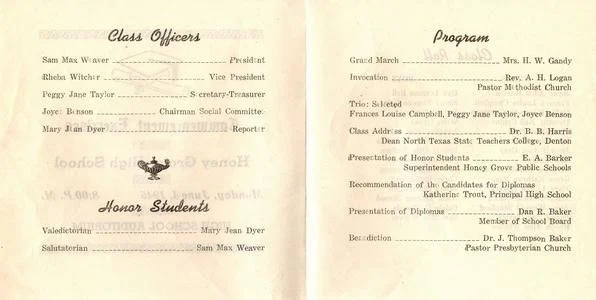 Class Officers
Sam Max Weaver President
Rheba Witcher Vice President
Peggy Jane Taylor Secretary-Treasurer
Joyce Benson Chairman Social Committee
Mary Jean Dyer Reporter
Honor Students
Valedictorian Mary Jean Dyer
Salutatorian Sam Max Weaver
Program
Grand March Mrs. H. W. Gandy
Invocation Rev. A. H. Logan
Pastor Methodist Church
Trio: Selected
Frances Louise Campbell, Peggy Jane Taylor, Joyce Benson
Class Address Dr. B. B. Harris
Dean North Texas State Teachers College, Denton
Presentation of Honor Students E. A. Barker
Superintendent Honey Grove Public Schools
Recommendation of the Candidates for Diplomas
Katherine Trout, Principal High School
Presentation of Diplomas Dan R. Baker
Member of School Board
Benediction Dr. J. Thompson Baker
Pastor Presbyterian Church